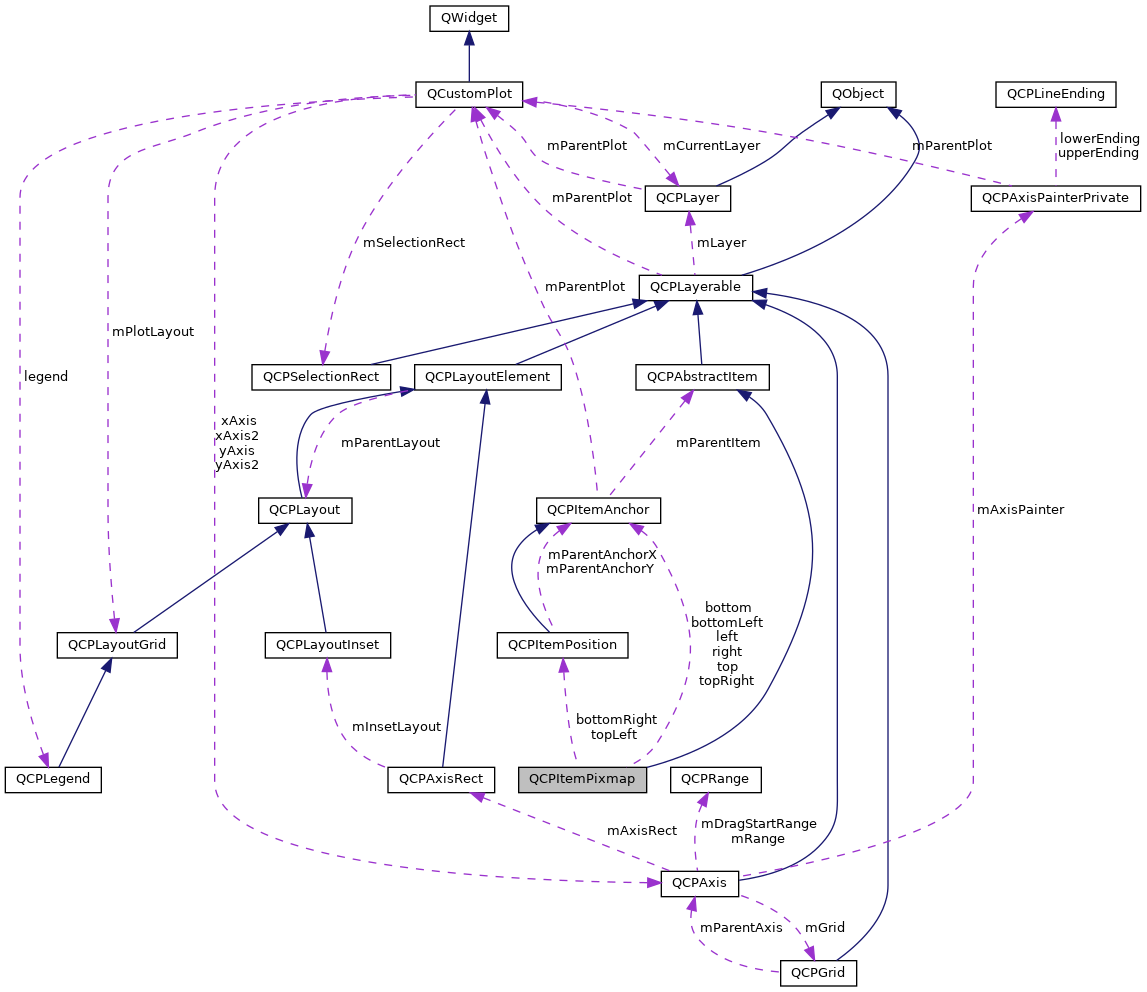 QWidget
QCustomPlot
QObject
QCPLineEnding
mParentPlot
mCurrentLayer
mParentPlot
lowerEnding
upperEnding
mParentPlot
QCPLayer
QCPAxisPainterPrivate
mSelectionRect
mLayer
mParentPlot
QCPLayerable
mPlotLayout
legend
QCPSelectionRect
QCPLayoutElement
QCPAbstractItem
xAxis
xAxis2
yAxis
yAxis2
mParentLayout
mParentItem
QCPLayout
QCPItemAnchor
mAxisPainter
mParentAnchorX
mParentAnchorY
bottom
bottomLeft
left
right
top
topRight
QCPLayoutGrid
QCPLayoutInset
QCPItemPosition
mInsetLayout
bottomRight
topLeft
QCPLegend
QCPAxisRect
QCPItemPixmap
QCPRange
mAxisRect
mDragStartRange
mRange
QCPAxis
mParentAxis
mGrid
QCPGrid